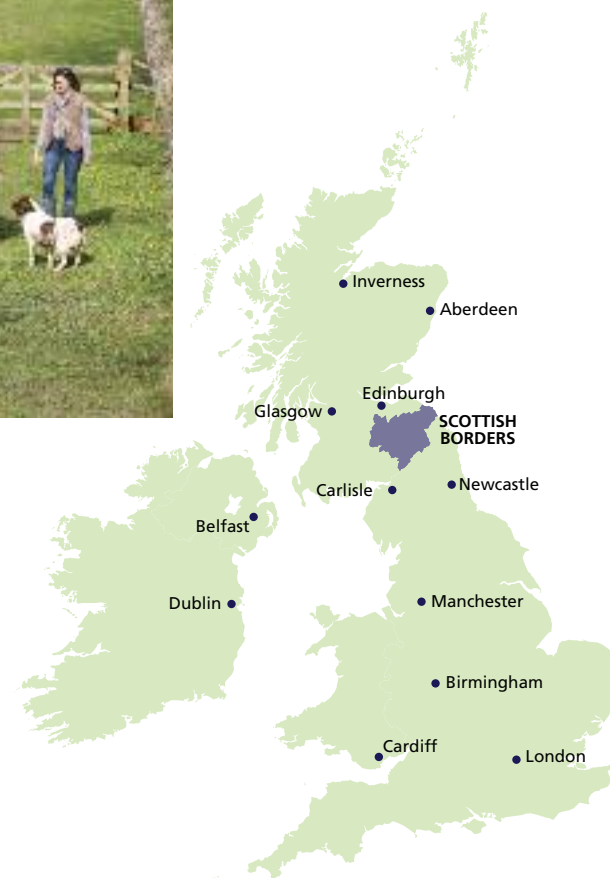 Inverness
Aberdeen
Edinburgh
Glasgow
SCOTTISH
BORDERS
Carlisle
Newcastle
Belfast
Dublin
Manchester
Birmingham
Cardiff
London